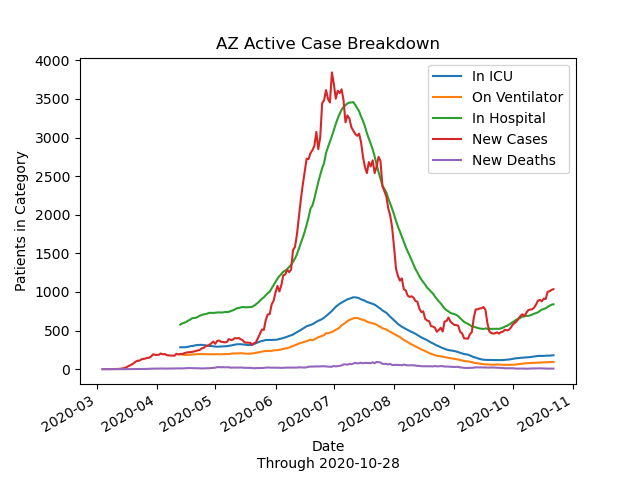 AZ Active Case Breakdown
4000
3500
3000
2500
2000
1500
1000
500
0
Patients in Category
In ICU
On Ventilator
In Hospital
New Cases
New Deaths
2020-03
2020-04
2020-05
2020-06
2020-07
2020-08
2020-09
2020-10
2020-11
Date
Through 2020-10-28